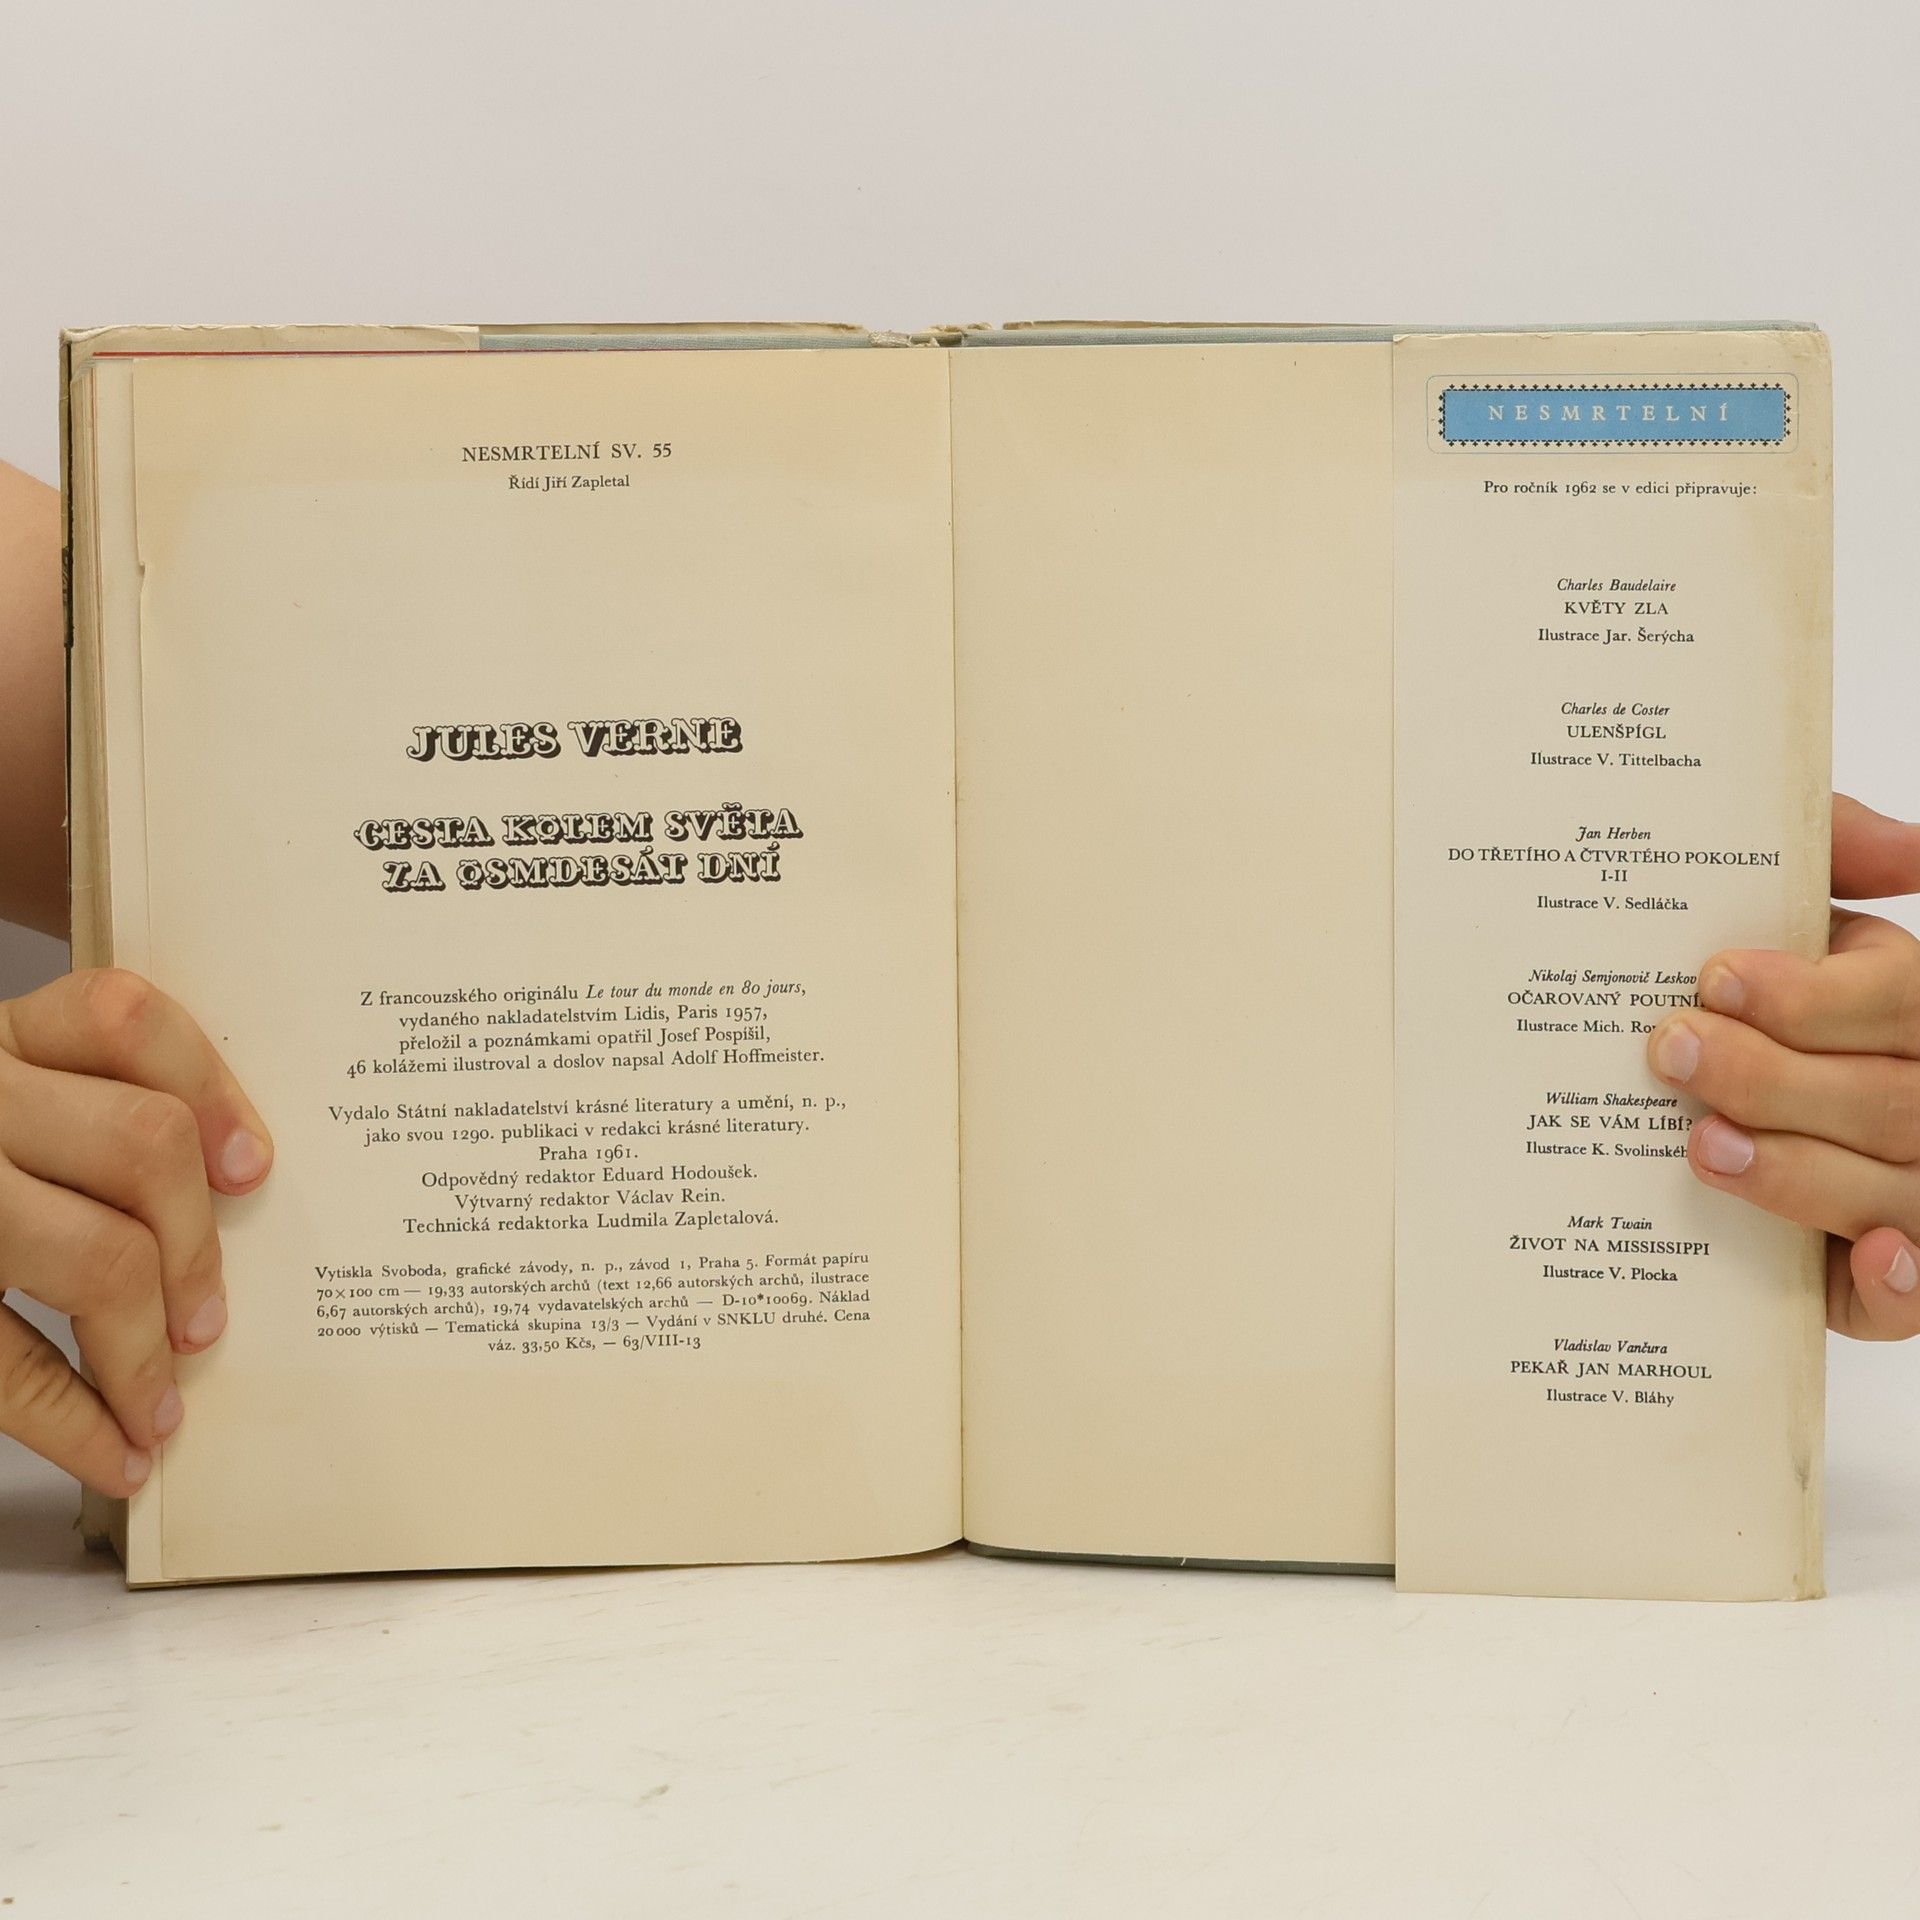 NESMRTELNÍ SV. 55
Řídí Jiří Zapletal
JULES VERNE
CESTA KOLEM SVĚTA
ZA OSMDESÁT DNÍ
Z francouzského originálu Le tour du monde en 80 jours,
vydaného nakladatelstvím Lidis, Paris 1957,
přeložil a poznámkami opatřil Josef Pospíšil,
46 kolážemi ilustroval a doslov napsal Adolf Hoffmeister.
Vydalo Státní nakladatelství krásné literatury a umění, n. p.,
jako svou 1290. publikaci v redakci krásné literatury.
Praha 1961.
Odpovědný redaktor Eduard Hodoušek.
Výtvarný redaktor Václav Rein.
Technická redaktorka Ludmila Zapletalová.
Vytiskla Svoboda, grafické závody, n. p., závod 1, Praha 5. Formát papíru
70×100 cm — 19,33 autorských archů (text 12,66 autorských archů, ilustrace
6,67 autorských archů), 19,74 vydavatelských archů — D-10*10069. Náklad
20 000 výtisků — Tematická skupina 13/3 — Vydání v SNKLU druhé. Cena
váz. 33,50 Kčs, — 63/VIII-13
NESMRTELNÍ
Pro ročník 1962 se v edici připravuje:
Charles Baudelaire
KVĚTY ZLA
Ilustrace Jar. Šerýcha
Charles de Coster
ULENŠPÍGL
Ilustrace V. Tittelbacha
Jan Herben
DO TŘETÍHO A ČTVRTÉHO POKOLENÍ
I-II
Ilustrace V. Sedláčka
Nikolaj Semjonovič Leskov
OČAROVANÝ
Ilustrace Mich.
William Shakespeare
JAK SE VÁM LÍBÍ?
Ilustrace K.
Mark Twain
ŽIVOT NA MISSISSIPPI
Ilustrace V. Plocka
Vladislav Vančura
PEKAŘ JAN MARHOUL
Ilustrace V. Bláhy